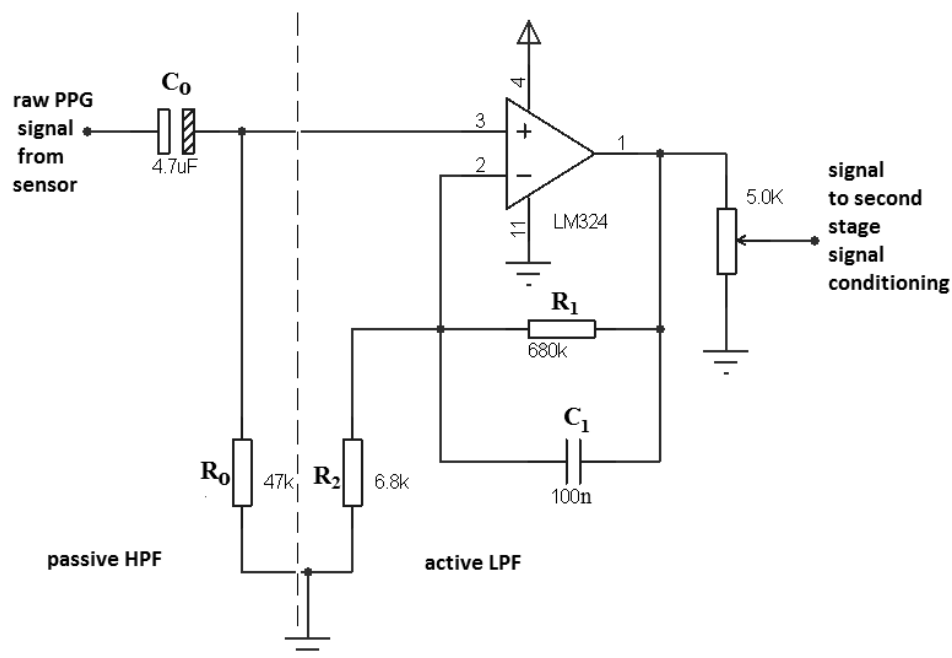 raw PPG
signal
from
sensor
C₀
4.7uF
3
2
4
+
−
11
1
LM324
5.0K
signal
to second
stage
signal
conditioning
R₁
680k
C₁
100n
R₀
47k
R₂
6.8k
passive HPF
active LPF